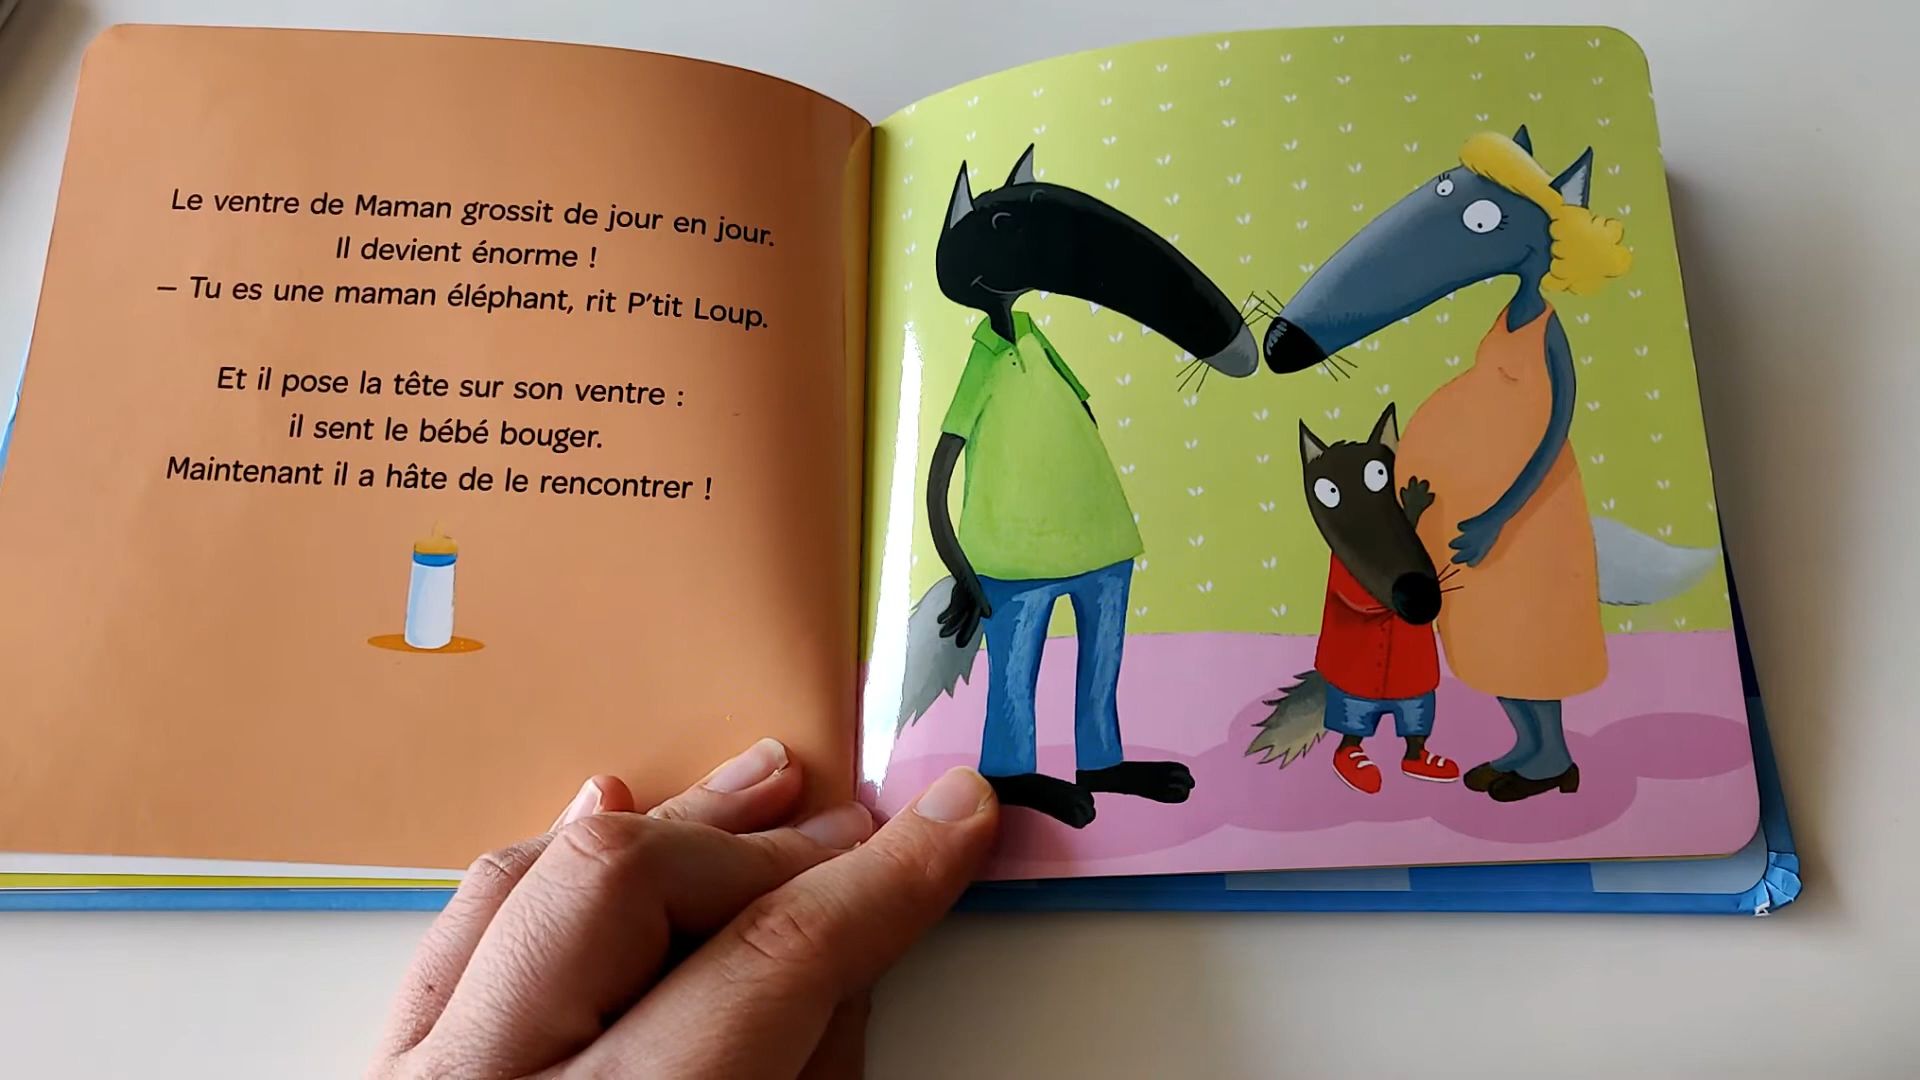 Le ventre de Maman grossit de jour en jour.
Il devient énorme !
– Tu es une maman éléphant, rit P'tit Loup.
Et il pose la tête sur son ventre :
il sent le bébé bouger.
Maintenant il a hâte de le rencontrer !